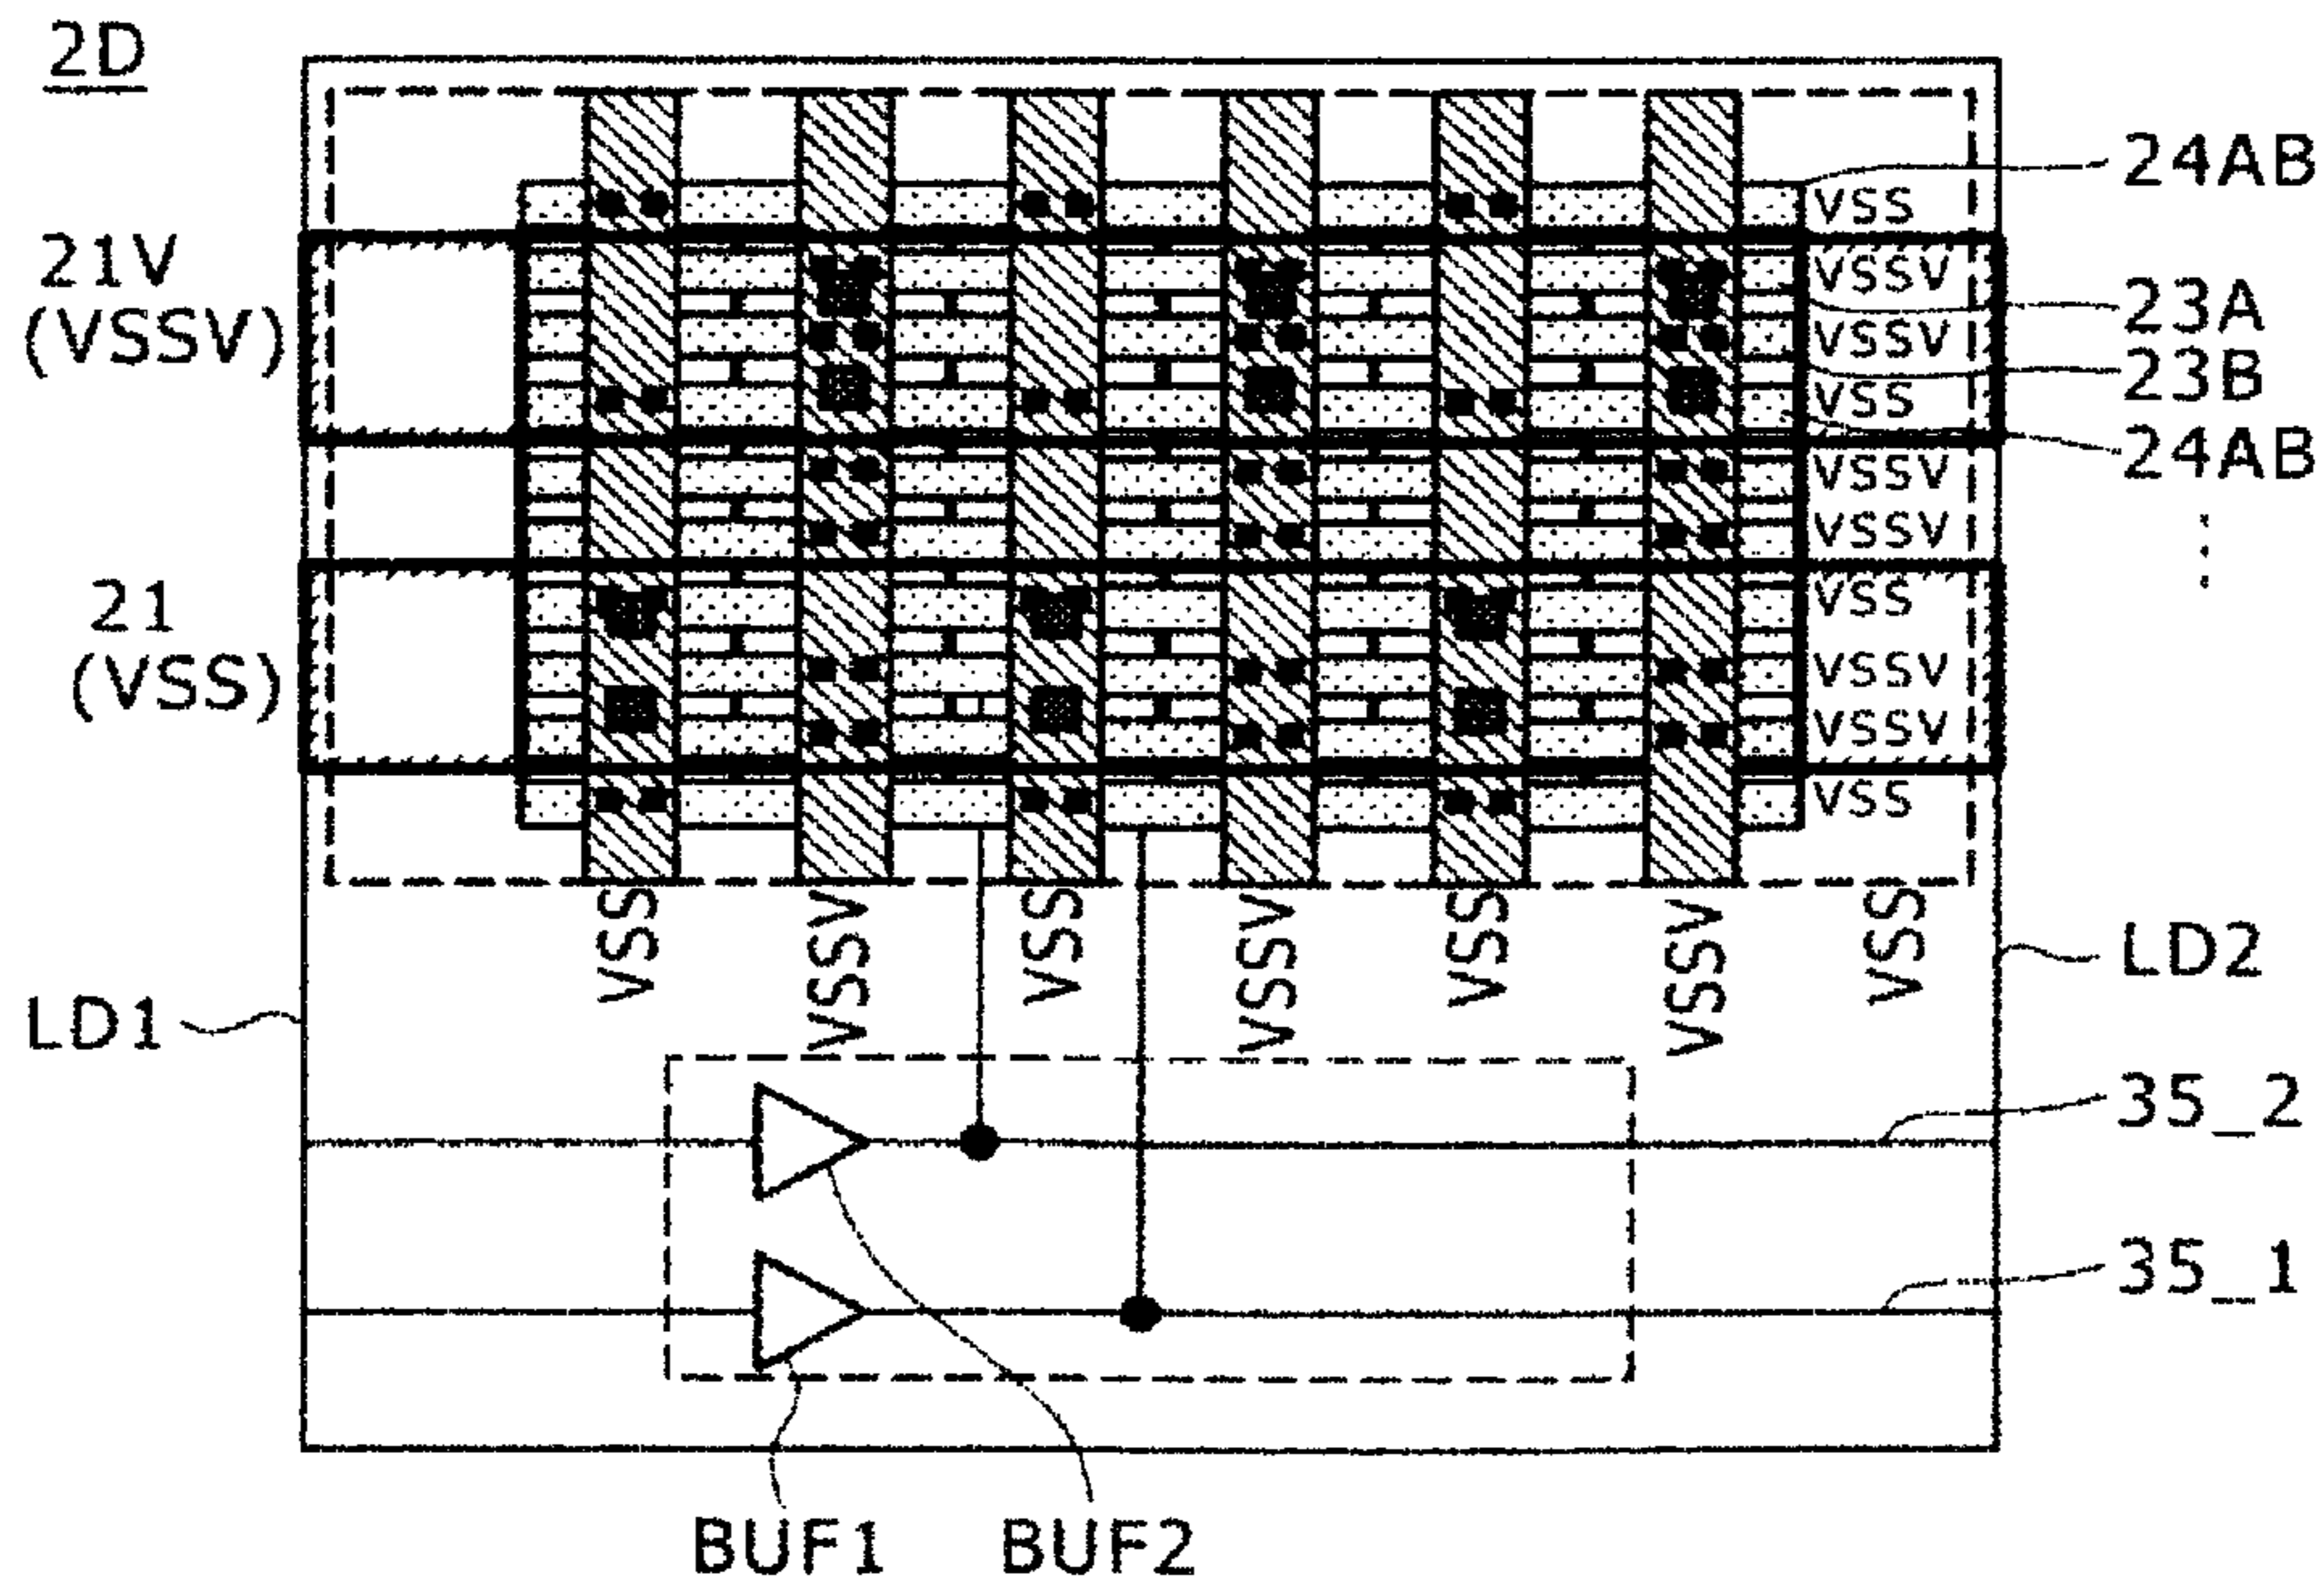 2D
24AB
VSS
21V
VSSV
23A
(VSSV)
VSSV
23B
VSS
24AB
VSSV
VSSV
21
VSS
(VSS)
VSSV
VSSV
VSS
VSS
VSSV
VSS
VSSV
VSS
VSSV
VSS
LD2
LD1
35_2
35_1
BUF1
BUF2